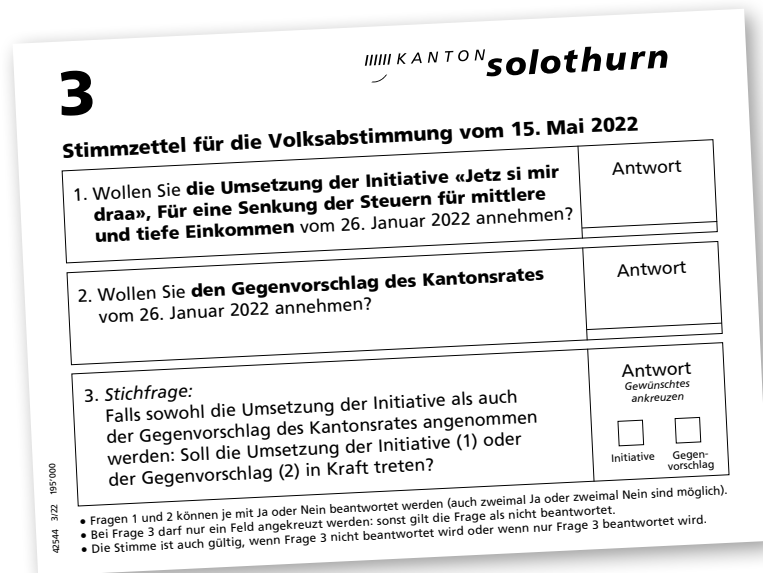 KANTON solothurn
3
Stimmzettel für die Volksabstimmung vom 15. Mai 2022
1. Wollen Sie die Umsetzung der Initiative «Jetz si mir
draa», Für eine Senkung der Steuern für mittlere
und tiefe Einkommen vom 26. Januar 2022 annehmen?
Antwort
2. Wollen Sie den Gegenvorschlag des Kantonsrates
vom 26. Januar 2022 annehmen?
Antwort
3. Stichfrage:
Falls sowohl die Umsetzung der Initiative als auch
der Gegenvorschlag des Kantonsrates angenommen
werden: Soll die Umsetzung der Initiative (1) oder
der Gegenvorschlag (2) in Kraft treten?
Antwort
Gewünschtes
ankreuzen
Initiative
Gegen-
vorschlag
• Fragen 1 und 2 können je mit Ja oder Nein beantwortet werden (auch zweimal Ja oder zweimal Nein sind möglich).
• Bei Frage 3 darf nur ein Feld angekreuzt werden: sonst gilt die Frage als nicht beantwortet.
• Die Stimme ist auch gültig, wenn Frage 3 nicht beantwortet wird oder wenn nur Frage 3 beantwortet wird.
42544 3/22 195'000